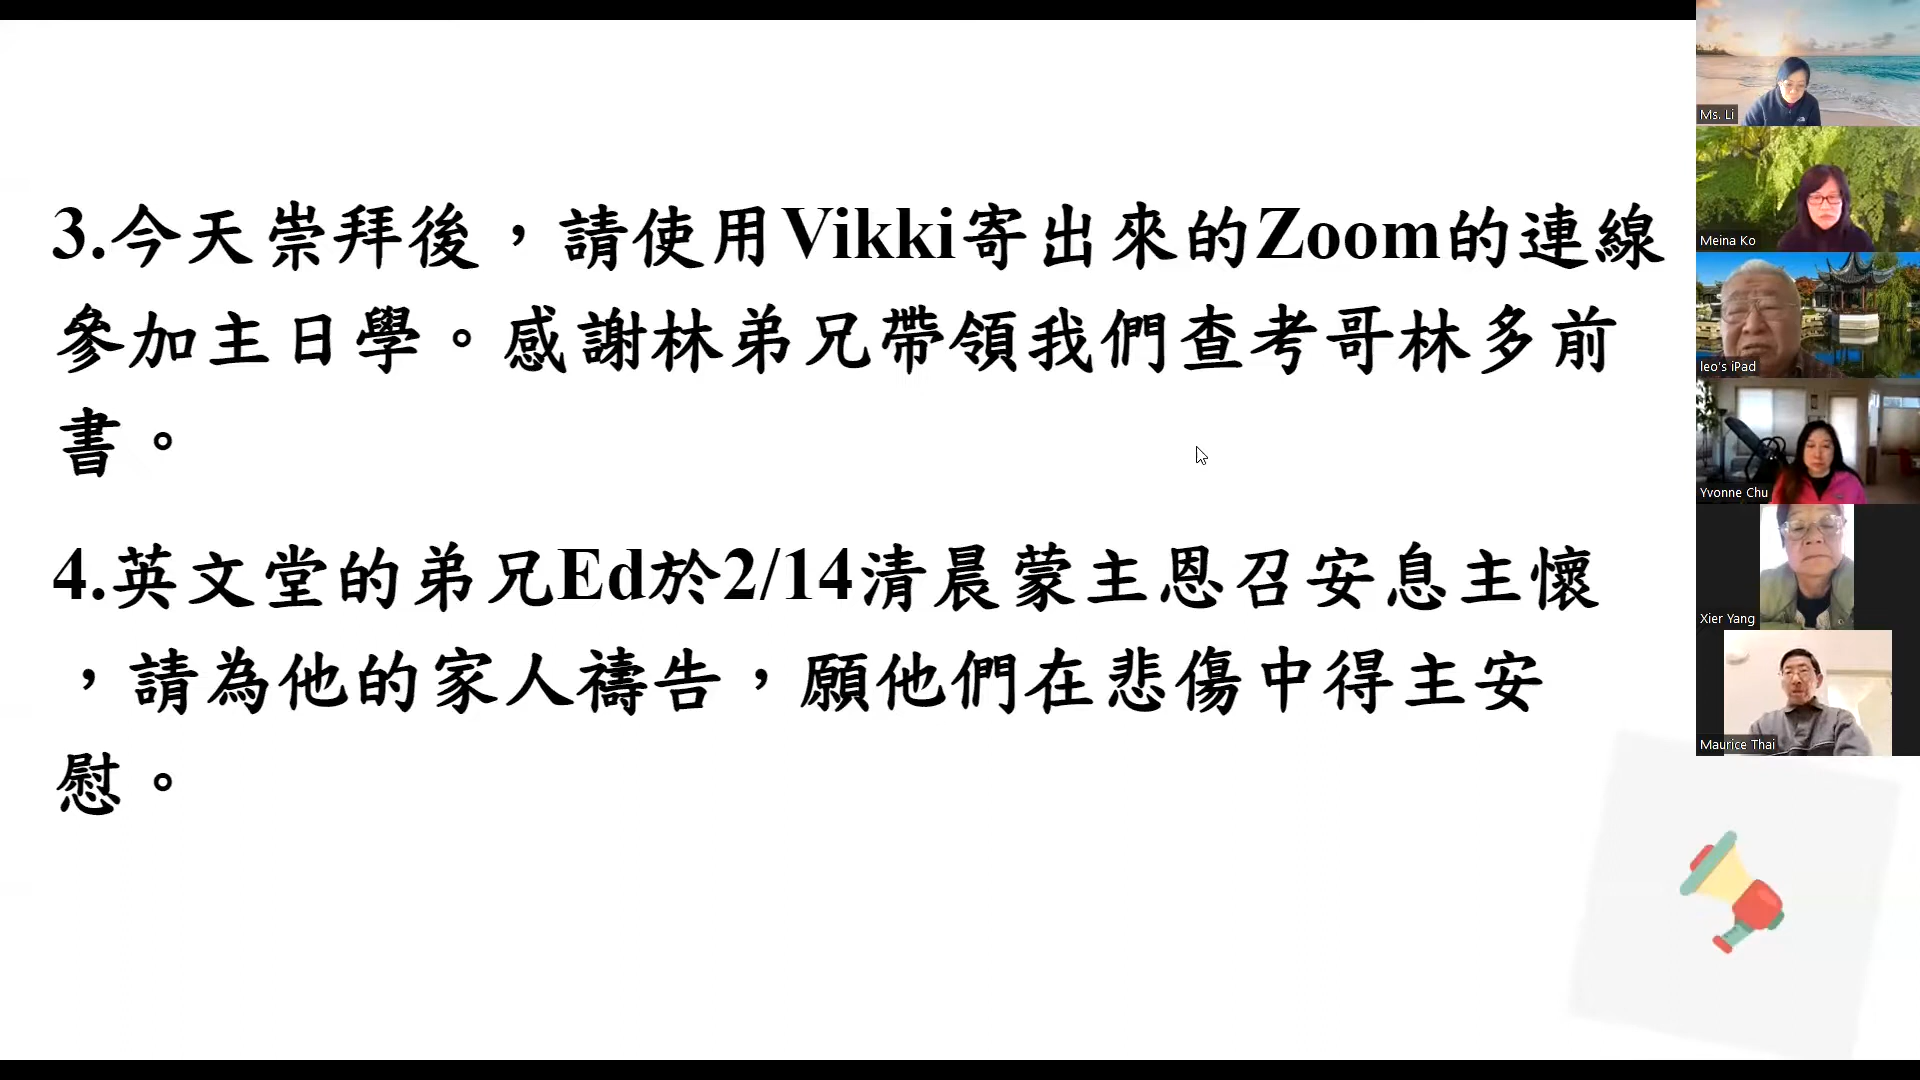 3.今天崇拜後，請使用Vikki寄出來的Zoom的連線
參加主日學。感謝林弟兄帶領我們查考哥林多前
書。
4.英文堂的弟兄Ed於2/14清晨蒙主恩召安息主懷
，請為他的家人禱告，願他們在悲傷中得主安
慰。
Ms. Li
Meina Ko
leo's iPad
Yvonne Chu
Xier Yang
Maurice Thai